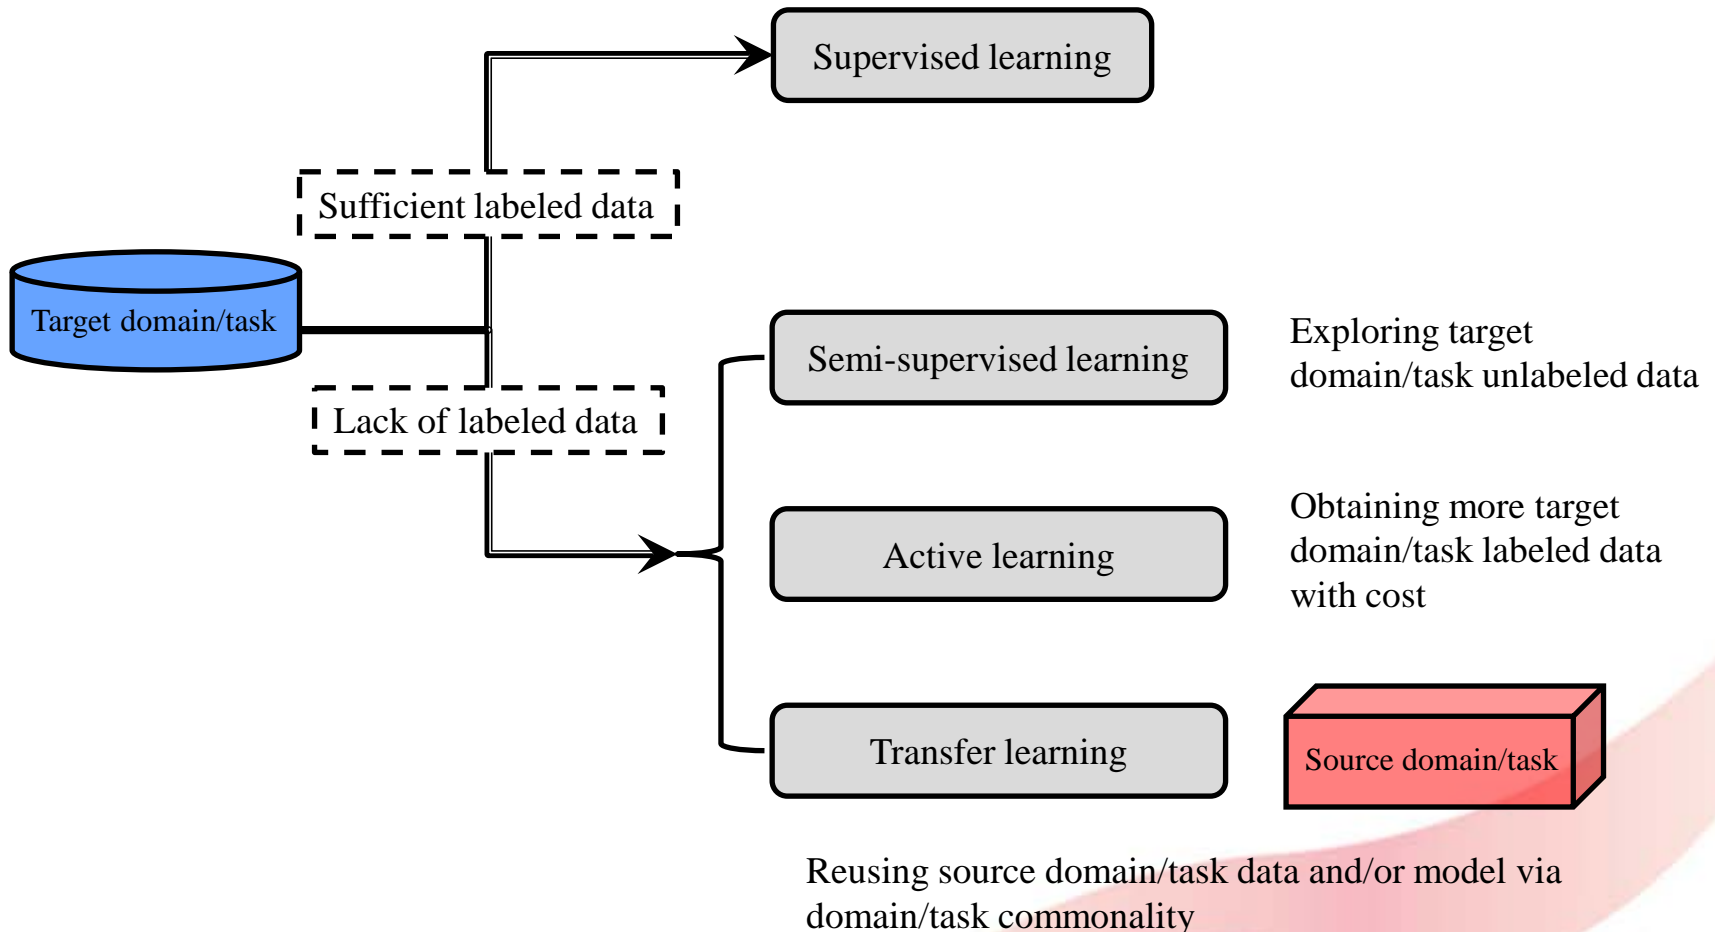 Supervised learning
Sufficient labeled data
Target domain/task
Semi-supervised learning
Exploring target
domain/task unlabeled data
Lack of labeled data
Active learning
Obtaining more target
domain/task labeled data
with cost
Transfer learning
Source domain/task
Reusing source domain/task data and/or model via
domain/task commonality